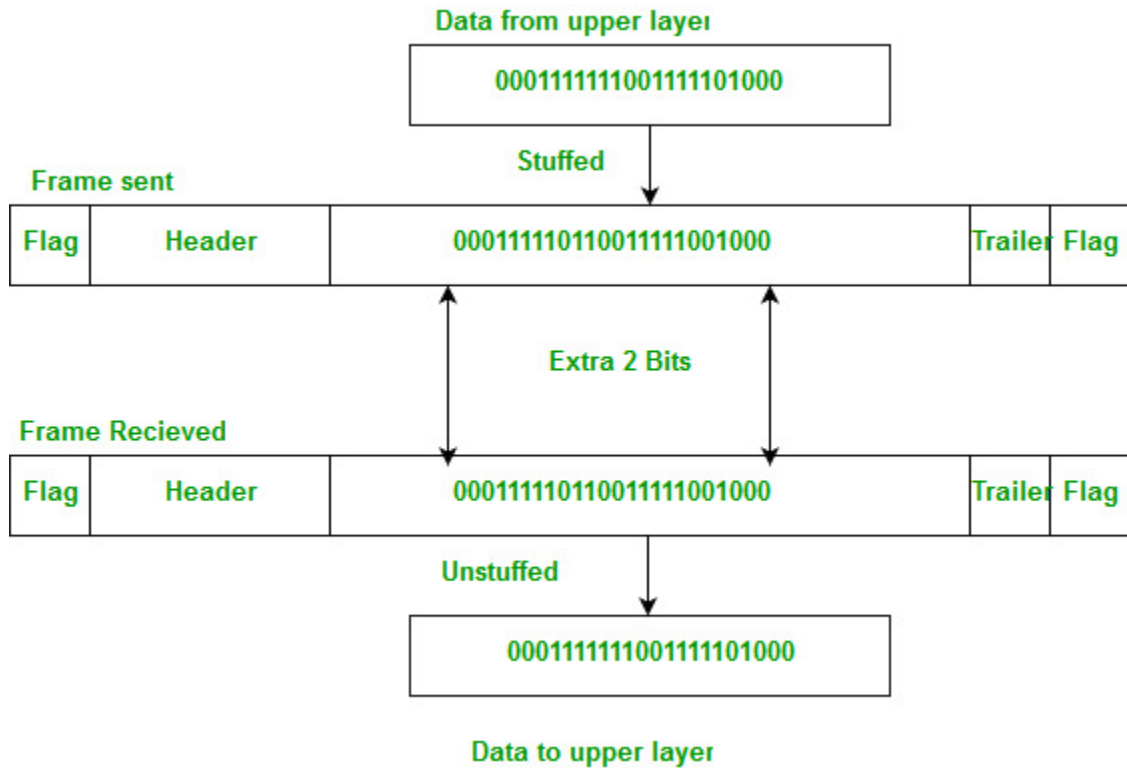 Data from upper layer
0001111111001111101000
Stuffed
Frame sent
Flag Header 000111110110011111001000 Trailer Flag
Extra 2 Bits
Frame Recieved
Flag Header 000111110110011111001000 Trailer Flag
Unstuffed
0001111111001111101000
Data to upper layer